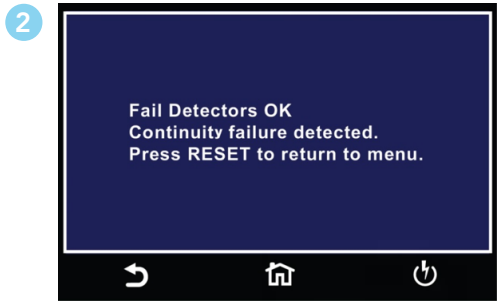 2
Fail Detectors OK
Continuity failure detected.
Press RESET to return to menu.